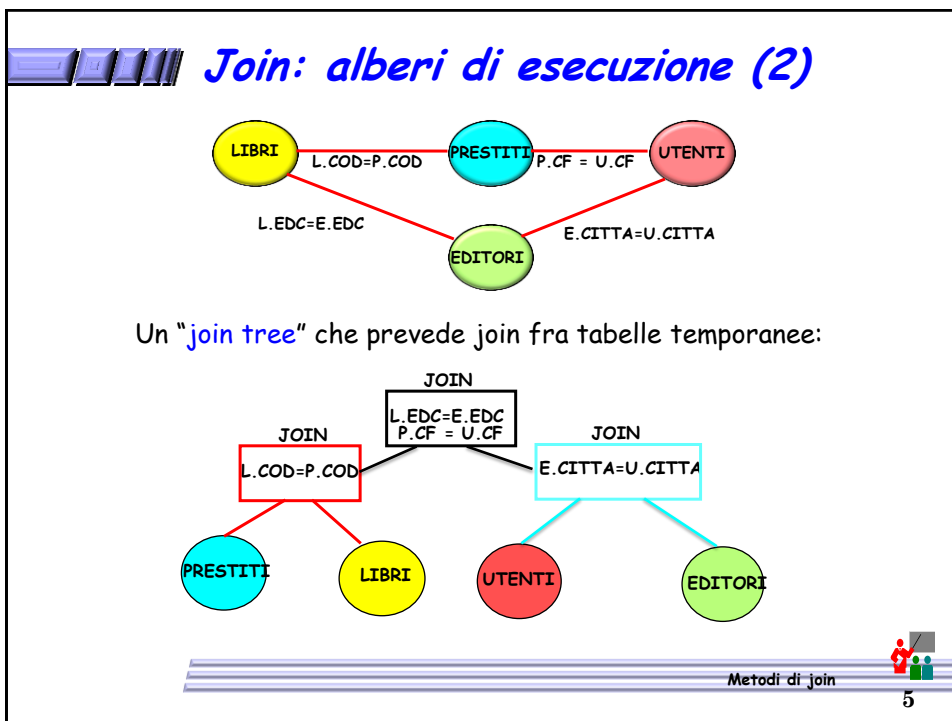 Join: alberi di esecuzione (2)
LIBRI
L.COD=P.COD
PRESTITI
P.CF = U.CF
UTENTI
L.EDC=E.EDC
E.CITTA=U.CITTA
EDITORI
Un “join tree” che prevede join fra tabelle temporanee:
JOIN
L.EDC=E.EDC
P.CF = U.CF
JOIN
L.COD=P.COD
JOIN
E.CITTA=U.CITTA
PRESTITI
LIBRI
UTENTI
EDITORI
Metodi di join
5